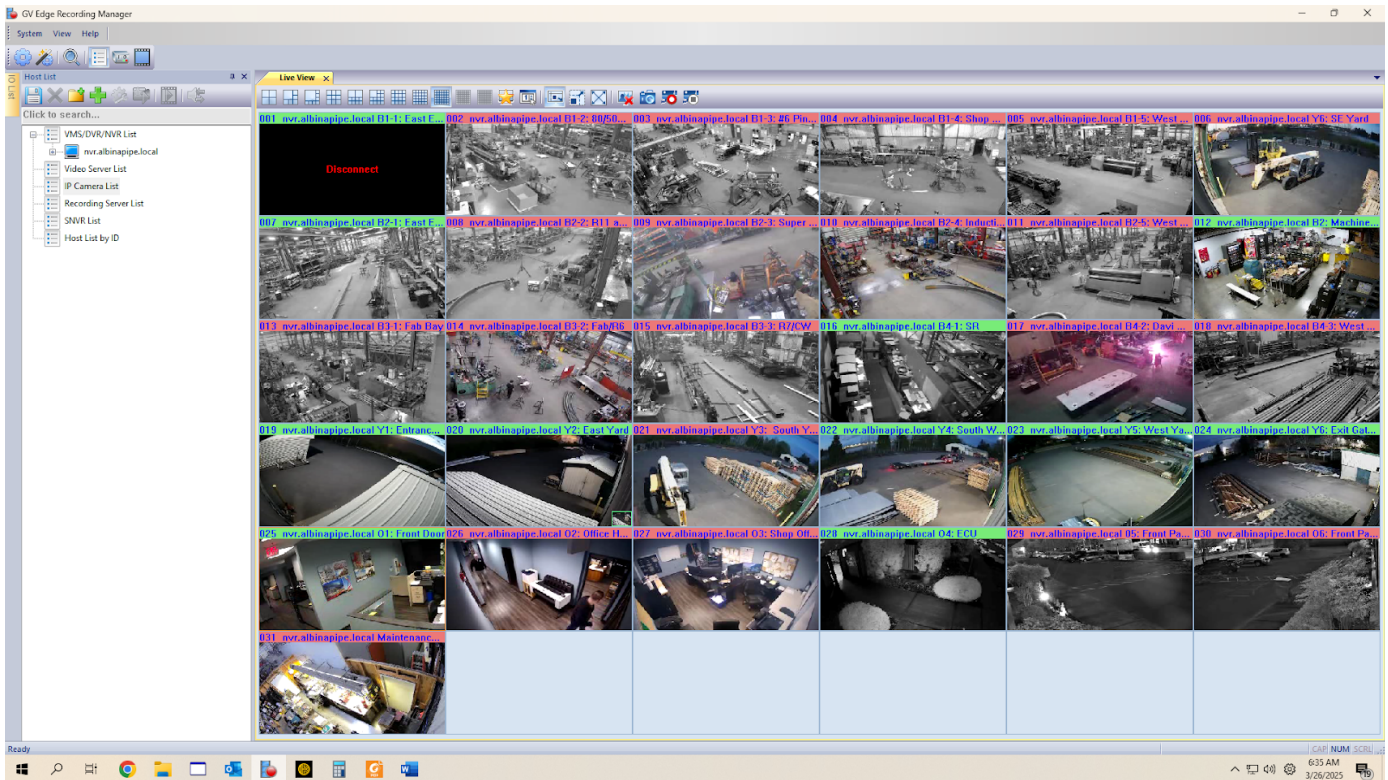 GV Edge Recording Manager
System View Help
IO List
Host List
Click to search...
VMS/DVR/NVR List
nvr.albinapipe.local
Video Server List
IP Camera List
Recording Server List
SNVR List
Host List by ID
Live View
001 nvr.albinapipe.local B1-1: East E...
002 nvr.albinapipe.local B1-2: 80/50...
003 nvr.albinapipe.local B1-3: #6 Pin...
004 nvr.albinapipe.local B1-4: Shop ...
005 nvr.albinapipe.local B1-5: West ...
006 nvr.albinapipe.local Y6: SE Yard
Disconnect
007 nvr.albinapipe.local B2-1: East E...
008 nvr.albinapipe.local B2-2: R11 a...
009 nvr.albinapipe.local B2-3: Super ...
010 nvr.albinapipe.local B2-4: Inducti...
011 nvr.albinapipe.local B2-5: West ...
012 nvr.albinapipe.local B2: Machine...
013 nvr.albinapipe.local B3-1: Fab Bay
014 nvr.albinapipe.local B3-2: Fab/R6
015 nvr.albinapipe.local B3-3: R7/CW
016 nvr.albinapipe.local B4-1: SR
017 nvr.albinapipe.local B4-2: Davi ...
018 nvr.albinapipe.local B4-3: West ...
019 nvr.albinapipe.local Y1: Entranc...
020 nvr.albinapipe.local Y2: East Yard
021 nvr.albinapipe.local Y3: South Y...
022 nvr.albinapipe.local Y4: South W...
023 nvr.albinapipe.local Y5: West Ya...
024 nvr.albinapipe.local Y6: Exit Gat...
025 nvr.albinapipe.local O1: Front Door
026 nvr.albinapipe.local O2: Office H...
027 nvr.albinapipe.local O3: Shop Off...
028 nvr.albinapipe.local O4: ECU
029 nvr.albinapipe.local O5: Front Pa...
030 nvr.albinapipe.local O6: Front Pa...
031 nvr.albinapipe.local Maintenanc...
Ready
CAP NUM SCRL
6:35 AM
3/26/2025
19